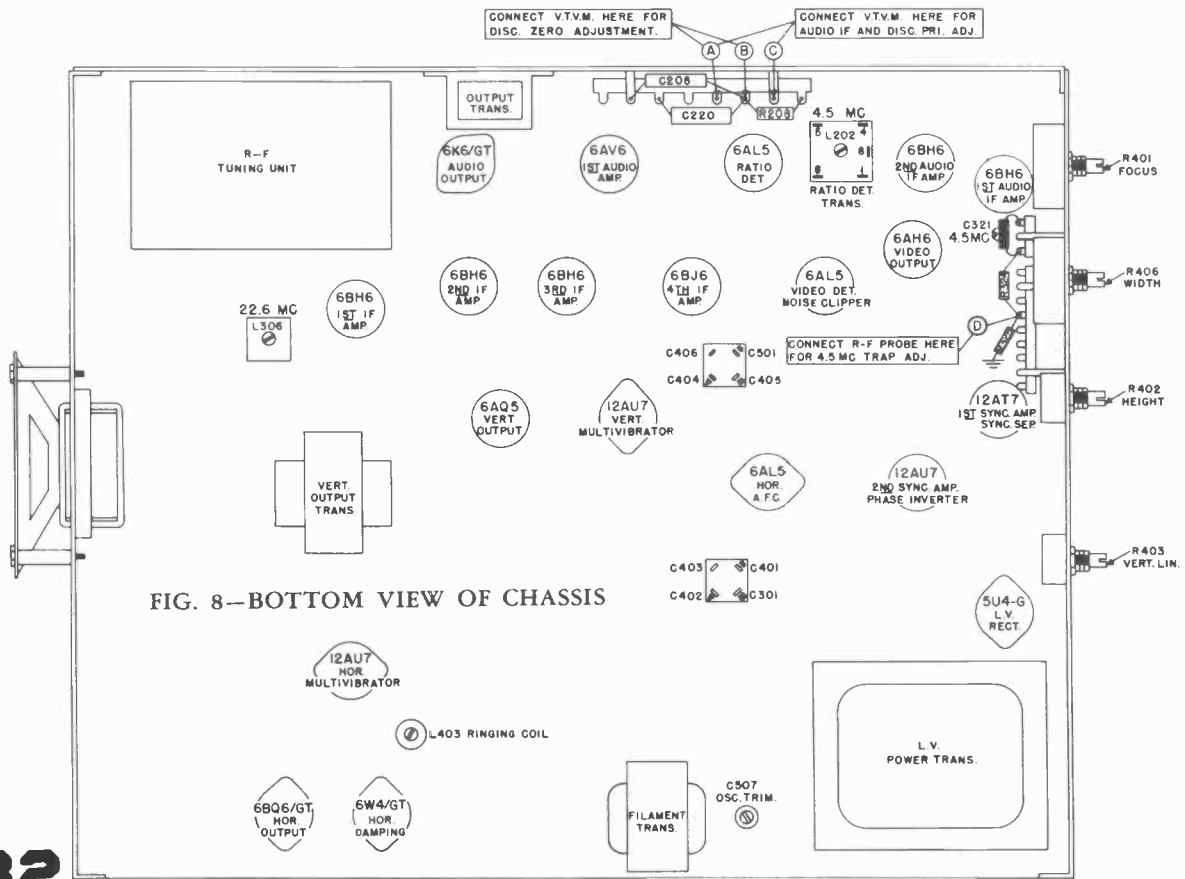 CONNECT V.T.V.M. HERE FOR
DISC. ZERO ADJUSTMENT.
CONNECT V.T.V.M. HERE FOR
AUDIO IF AND DISC. PRI. ADJ.
A
B
C
C206
C220
R208
OUTPUT
TRANS.
R-F
TUNING UNIT
6K6/GT
AUDIO
OUTPUT
6AV6
1ST AUDIO
AMP.
6AL5
RATIO
DET.
4.5 MC
5
4
L202
6
8
1
RATIO DET.
TRANS.
6BH6
2ND AUDIO
IF AMP.
6BH6
1ST AUDIO
IF AMP.
R401
FOCUS
C321
4.5MC
6AH6
VIDEO
OUTPUT
R406
WIDTH
6BH6
1ST IF
AMP.
6BH6
2ND IF
AMP.
6BH6
3RD IF
AMP.
6BJ6
4TH IF
AMP.
6AL5
VIDEO DET.
NOISE CLIPPER
22.6 MC
L306
D
CONNECT R-F PROBE HERE
FOR 4.5 MC TRAP ADJ.
C406
C501
C404
C405
R402
HEIGHT
6AQ5
VERT
OUTPUT
12AU7
VERT.
MULTIVIBRATOR
12AT7
1ST SYNC. AMP.
SYNC. SEP.
6AL5
HOR.
A.F.C.
12AU7
2ND SYNC AMP.
PHASE INVERTER
VERT.
OUTPUT
TRANS.
R403
VERT. LIN.
C403
C401
C402
C301
FIG. 8—BOTTOM VIEW OF CHASSIS
5U4-G
L.V.
RECT.
12AU7
HOR.
MULTIVIBRATOR
L403 RINGING COIL
L.V.
POWER TRANS.
6BQ6/GT
HOR.
OUTPUT
6W4/GT
HOR.
DAMPING
FILAMENT
TRANS.
C507
OSC. TRIM.